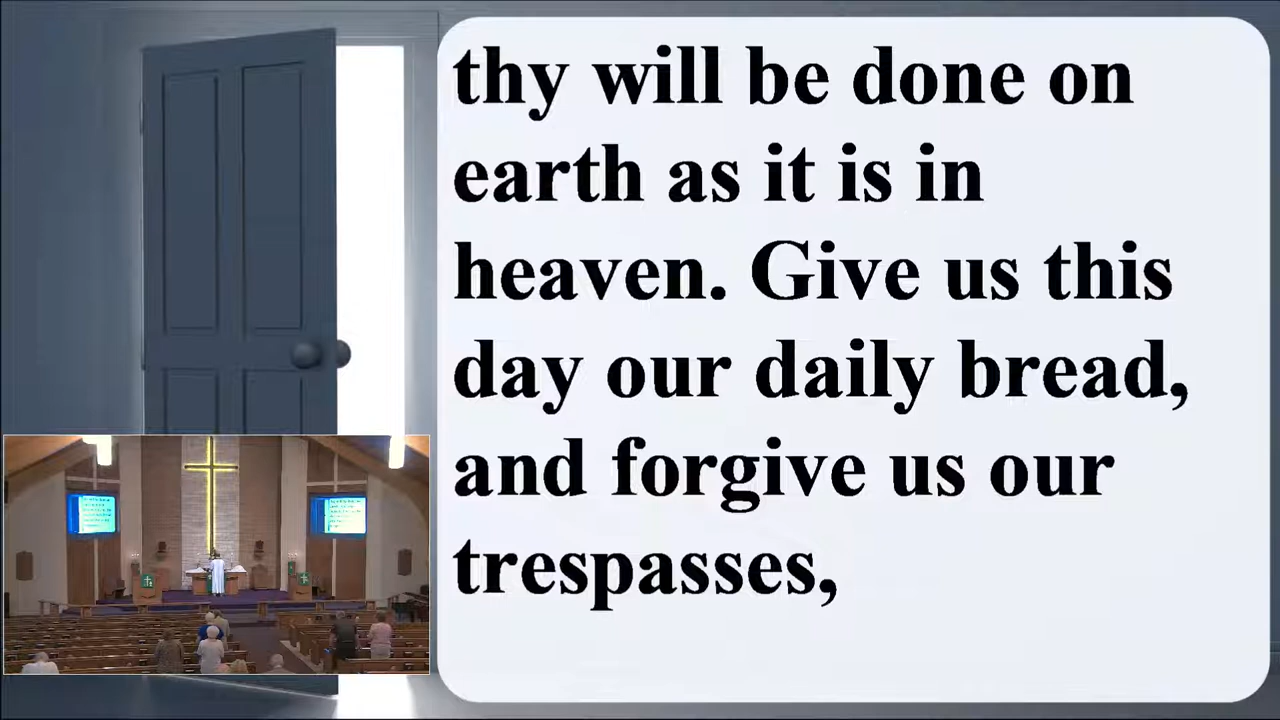 thy will be done on
earth as it is in
heaven. Give us this
day our daily bread,
and forgive us our
trespasses,